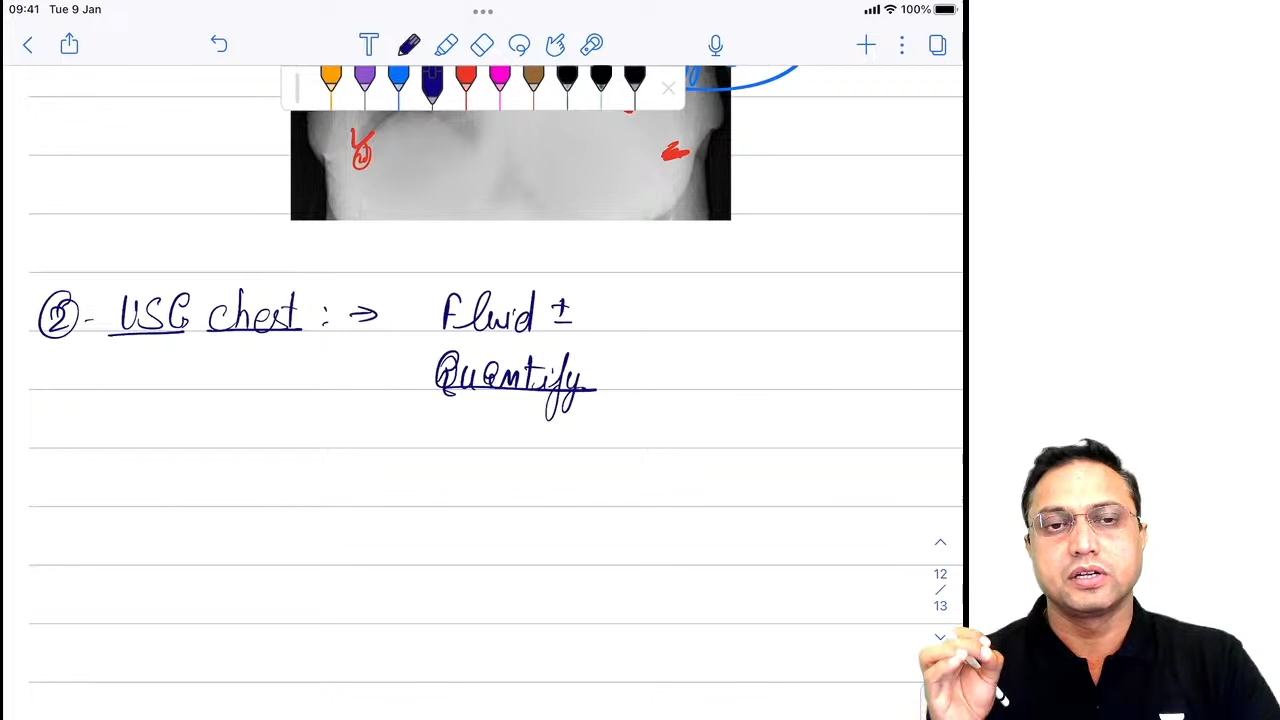 09:41 Tue 9 Jan
100%
T
② - USG chest : ⇒ Fluid ±
Quantify
12
/
13